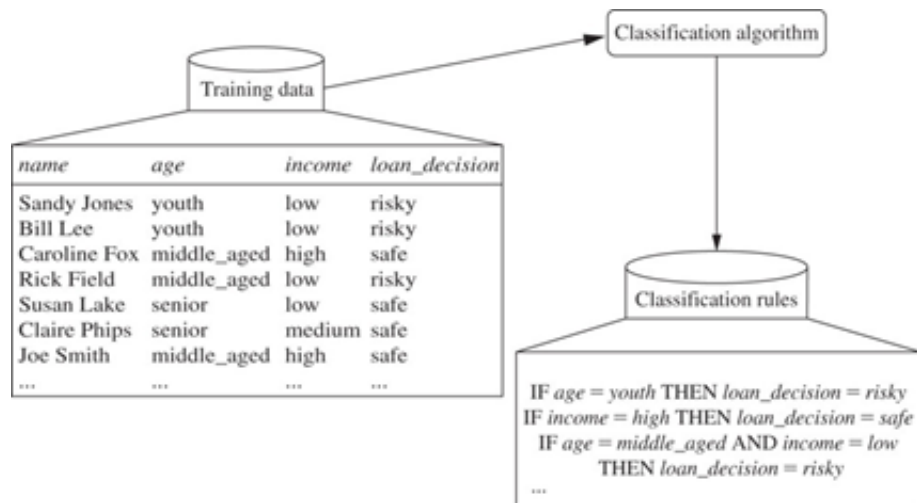 Classification algorithm
Training data
name age income loan_decision
Sandy Jones youth low risky
Bill Lee youth low risky
Caroline Fox middle_aged high safe
Rick Field middle_aged low risky
Susan Lake senior low safe
Claire Phips senior medium safe
Joe Smith middle_aged high safe
... ... ... ...
Classification rules
IF age = youth THEN loan_decision = risky
IF income = high THEN loan_decision = safe
IF age = middle_aged AND income = low
THEN loan_decision = risky
...